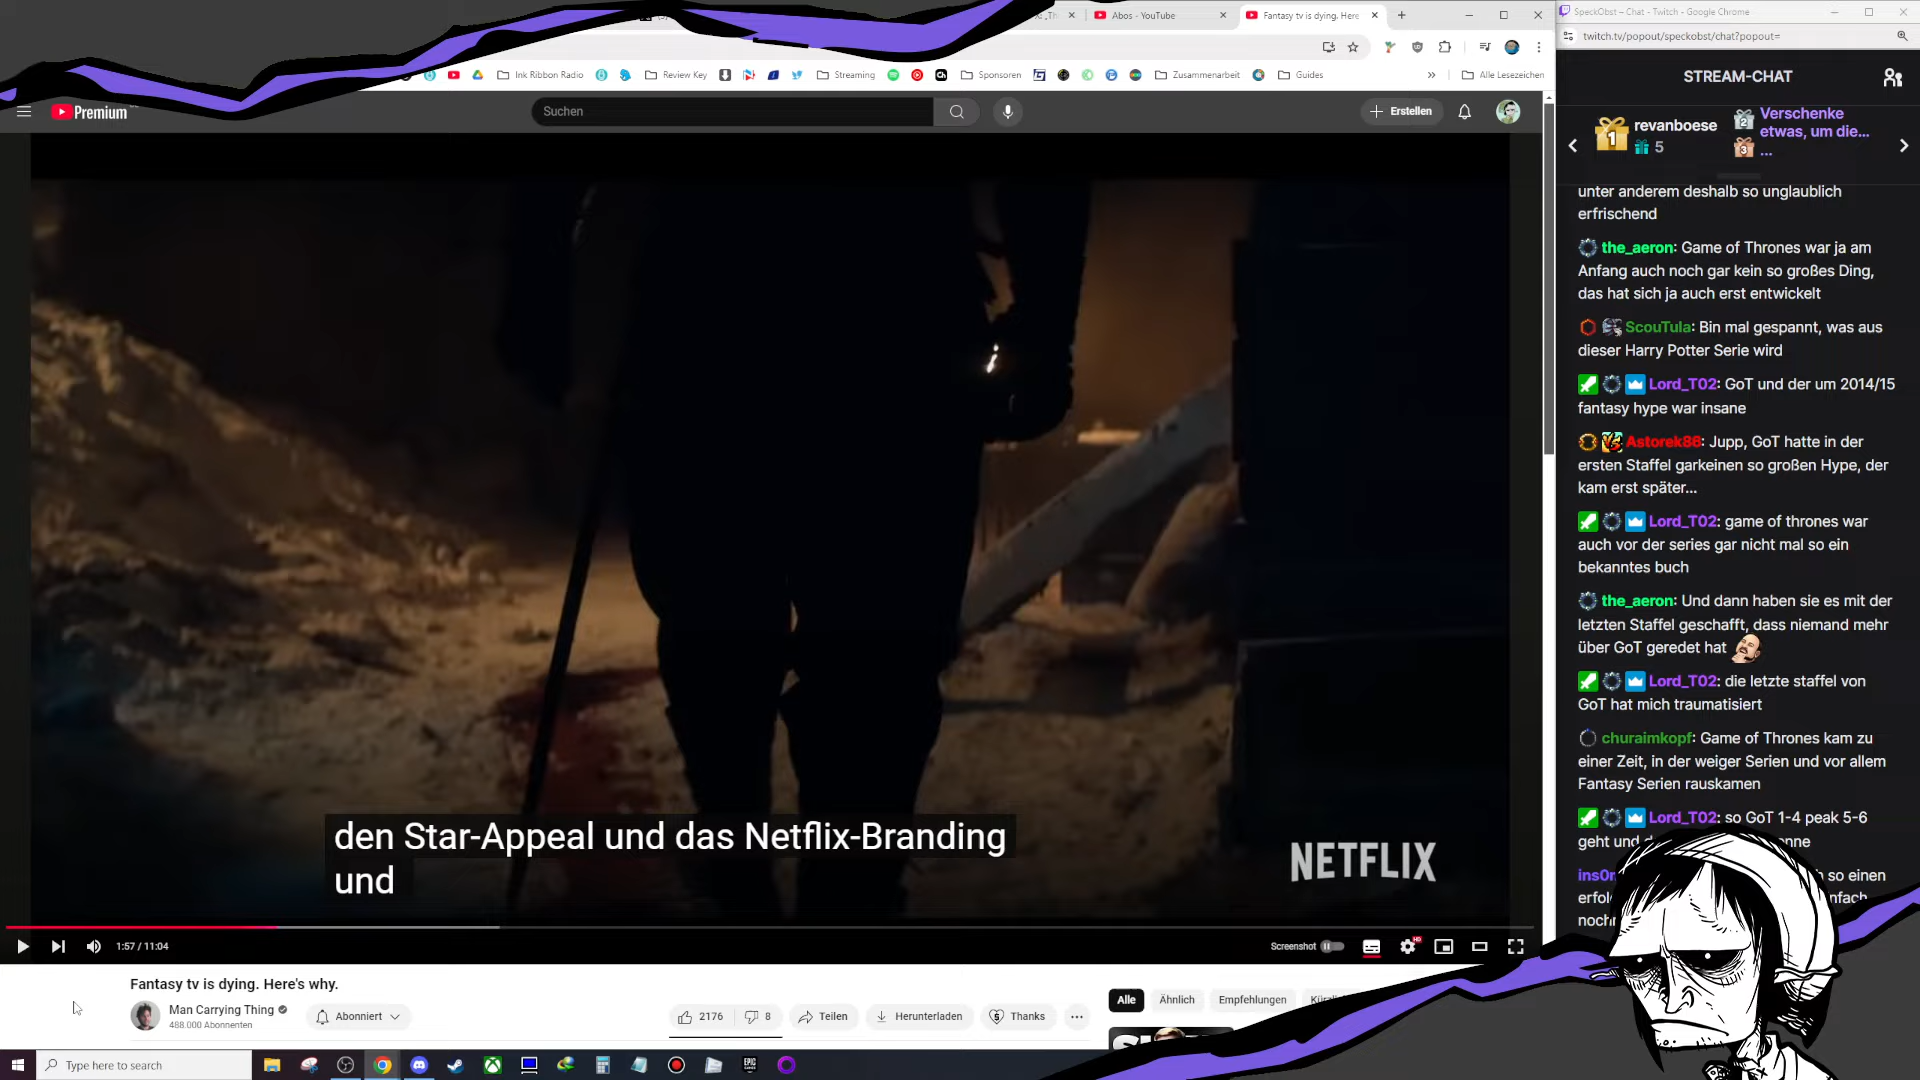 Abos - YouTube
Fantasy tv is dying. Here
SpeckObst – Chat - Twitch - Google Chrome
twitch.tv/popout/speckobst/chat?popout=
Ink Ribbon Radio
Review Key
Streaming
Sponsoren
Zusammenarbeit
Guides
Alle Lesezeichen
Premium
Suchen
Erstellen
STREAM-CHAT
1
revanboese
5
2
3
Verschenke
etwas, um die...
...
unter anderem deshalb so unglaublich
erfrischend
the_aeron: Game of Thrones war ja am
Anfang auch noch gar kein so großes Ding,
das hat sich ja auch erst entwickelt
ScouTula: Bin mal gespannt, was aus
dieser Harry Potter Serie wird
Lord_T02: GoT und der um 2014/15
fantasy hype war insane
Astorek86: Jupp, GoT hatte in der
ersten Staffel garkeinen so großen Hype, der
kam erst später...
Lord_T02: game of thrones war
auch vor der series gar nicht mal so ein
bekanntes buch
the_aeron: Und dann haben sie es mit der
letzten Staffel geschafft, dass niemand mehr
über GoT geredet hat
Lord_T02: die letzte staffel von
GoT hat mich traumatisiert
churaimkopf: Game of Thrones kam zu
einer Zeit, in der weiger Serien und vor allem
Fantasy Serien rauskamen
Lord_T02: so GoT 1-4 peak 5-6
geht und
so einen
den Star-Appeal und das Netflix-Branding
und
NETFLIX
1:57 / 11:04
Screenshot
HD
Fantasy tv is dying. Here's why.
Man Carrying Thing
488.000 Abonnenten
Abonniert
2176
8
Teilen
Herunterladen
Thanks
Alle
Ähnlich
Empfehlungen
Type here to search